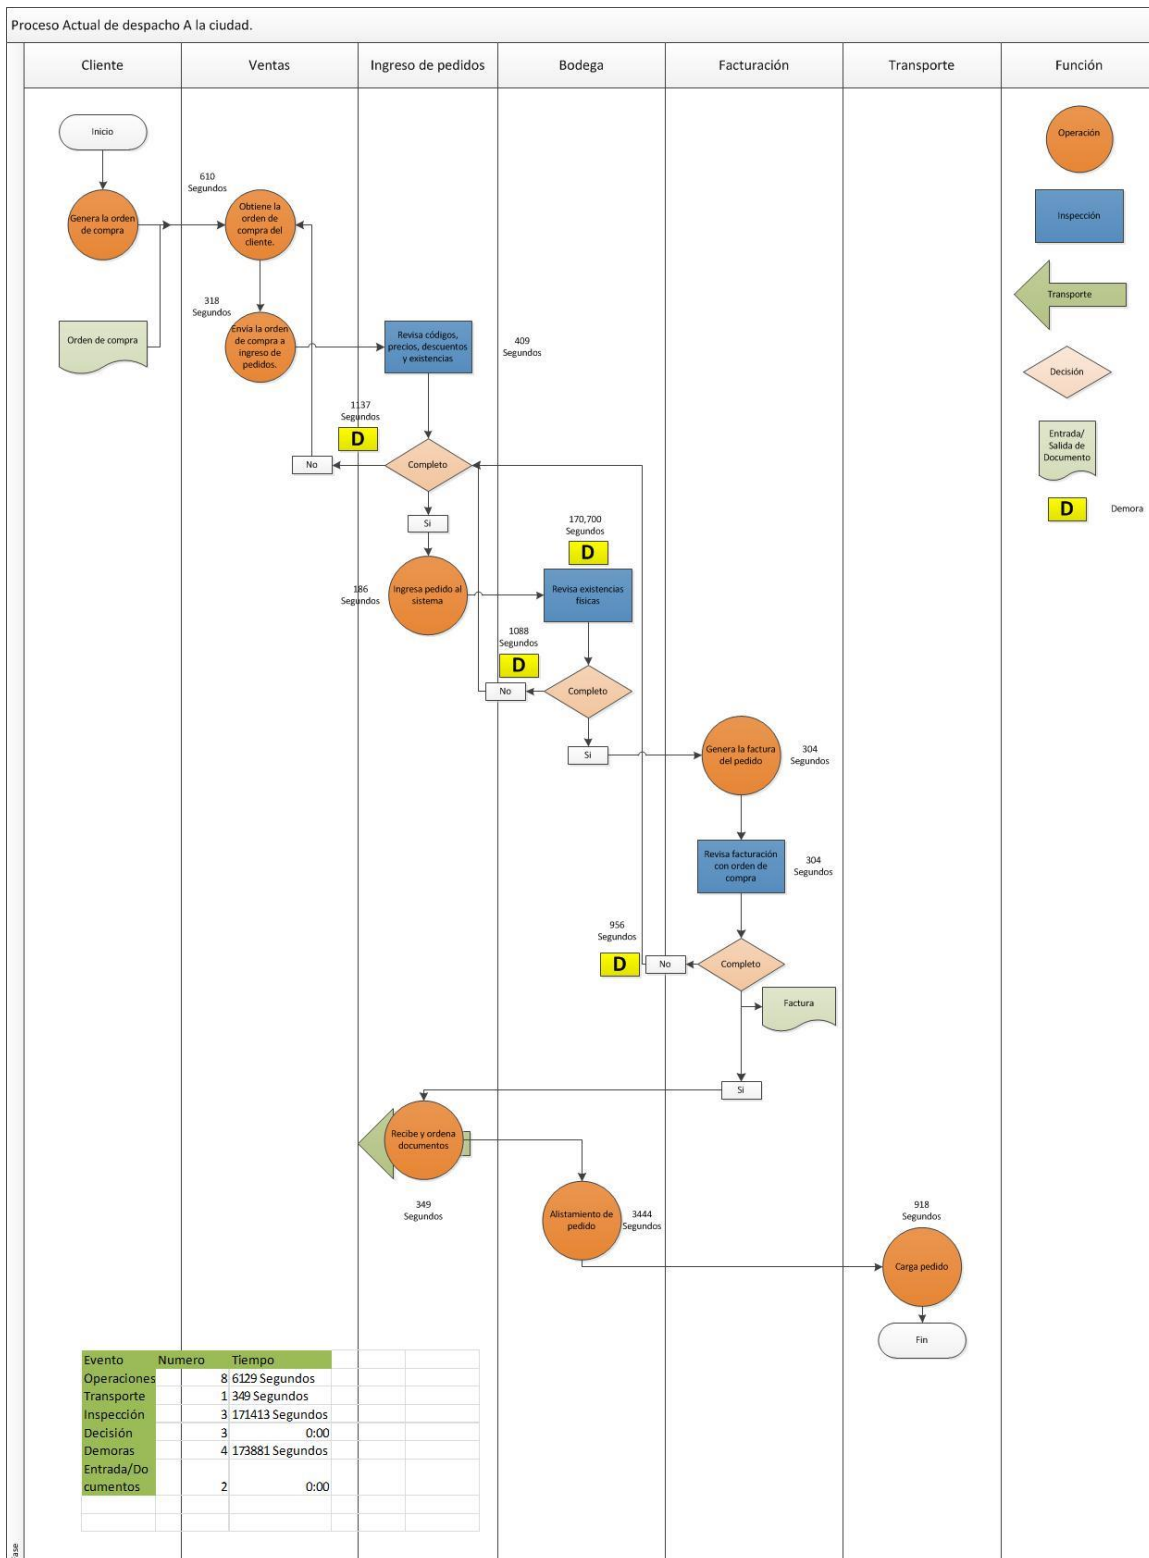 Proceso Actual de despacho A la ciudad.
Cliente
Ventas
Ingreso de pedidos
Bodega
Facturación
Transporte
Función
Inicio
Operación
610
Segundos
Genera la orden
de compra
Obtiene la
orden de
compra del
cliente.
Inspección
318
Segundos
Transporte
Orden de compra
Envía la orden
de compra a
ingreso de
pedidos.
Revisa códigos,
precios, descuentos
y existencias
409
Segundos
Decisión
1137
Segundos
D
No
Completo
Entrada/
Salida de
Documento
D
Demora
Si
170,700
Segundos
D
186
Segundos
Ingresa pedido al
sistema
Revisa existencias
físicas
1088
Segundos
D
No
Completo
Si
Genera la factura
del pedido
304
Segundos
Revisa facturación
con orden de
compra
304
Segundos
956
Segundos
D
No
Completo
Factura
Si
Recibe y ordena
documentos
349
Segundos
Alistamiento de
pedido
3444
Segundos
918
Segundos
Carga pedido
Fin
Evento Numero Tiempo
Operaciones 8 6129 Segundos
Transporte 1 349 Segundos
Inspección 3 171413 Segundos
Decisión 3 0:00
Demoras 4 173881 Segundos
Entrada/Do
cumentos 2 0:00